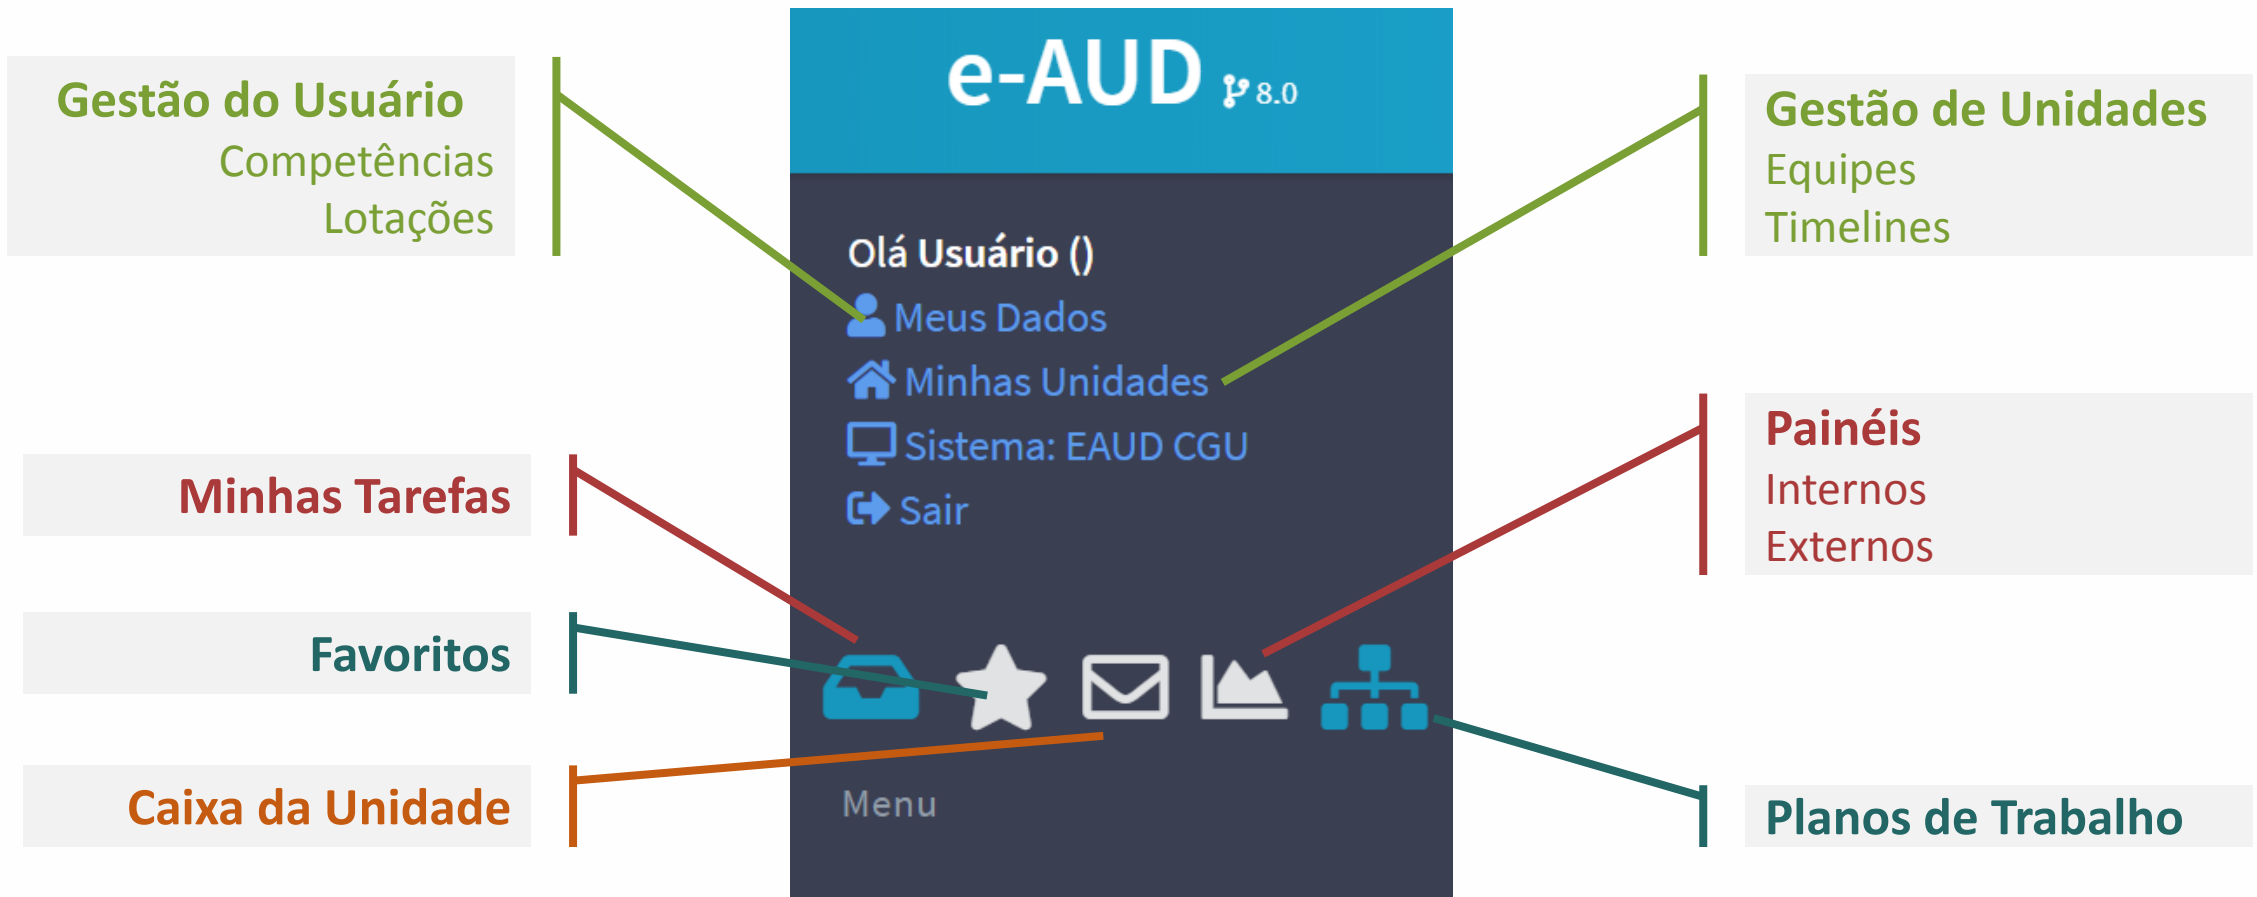 Gestão do Usuário
Competências
Lotações
Minhas Tarefas
Favoritos
Caixa da Unidade
e-AUD 8.0
Olá Usuário ()
Meus Dados
Minhas Unidades
Sistema: EAUD CGU
Sair
Menu
Gestão de Unidades
Equipes
Timelines
Painéis
Internos
Externos
Planos de Trabalho